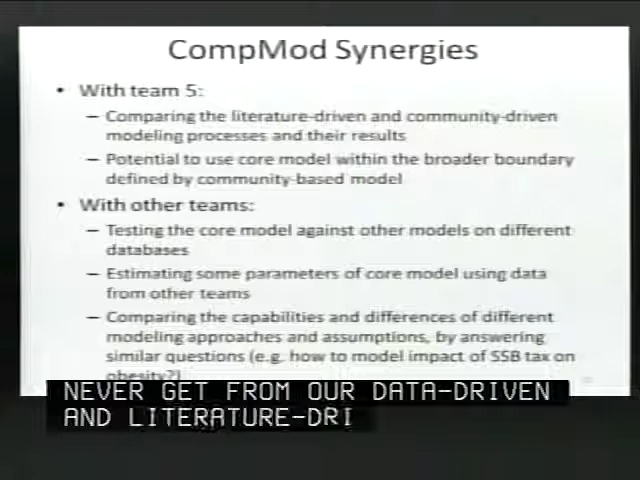 CompMod Synergies
• With team 5:
– Comparing the literature-driven and community-driven
modeling processes and their results
– Potential to use core model within the broader boundary
defined by community-based model
• With other teams:
– Testing the core model against other models on different
databases
– Estimating some parameters of core model using data
from other teams
– Comparing the capabilities and differences of different
modeling approaches and assumptions, by answering
similar questions (e.g. how to model impact of SSB tax on
obesity?)
NEVER GET FROM OUR DATA-DRIVEN
AND LITERATURE-DRI